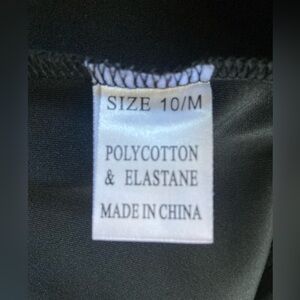 SIZE 10/M
POLYCOTTON
& ELASTANE
MADE IN CHINA